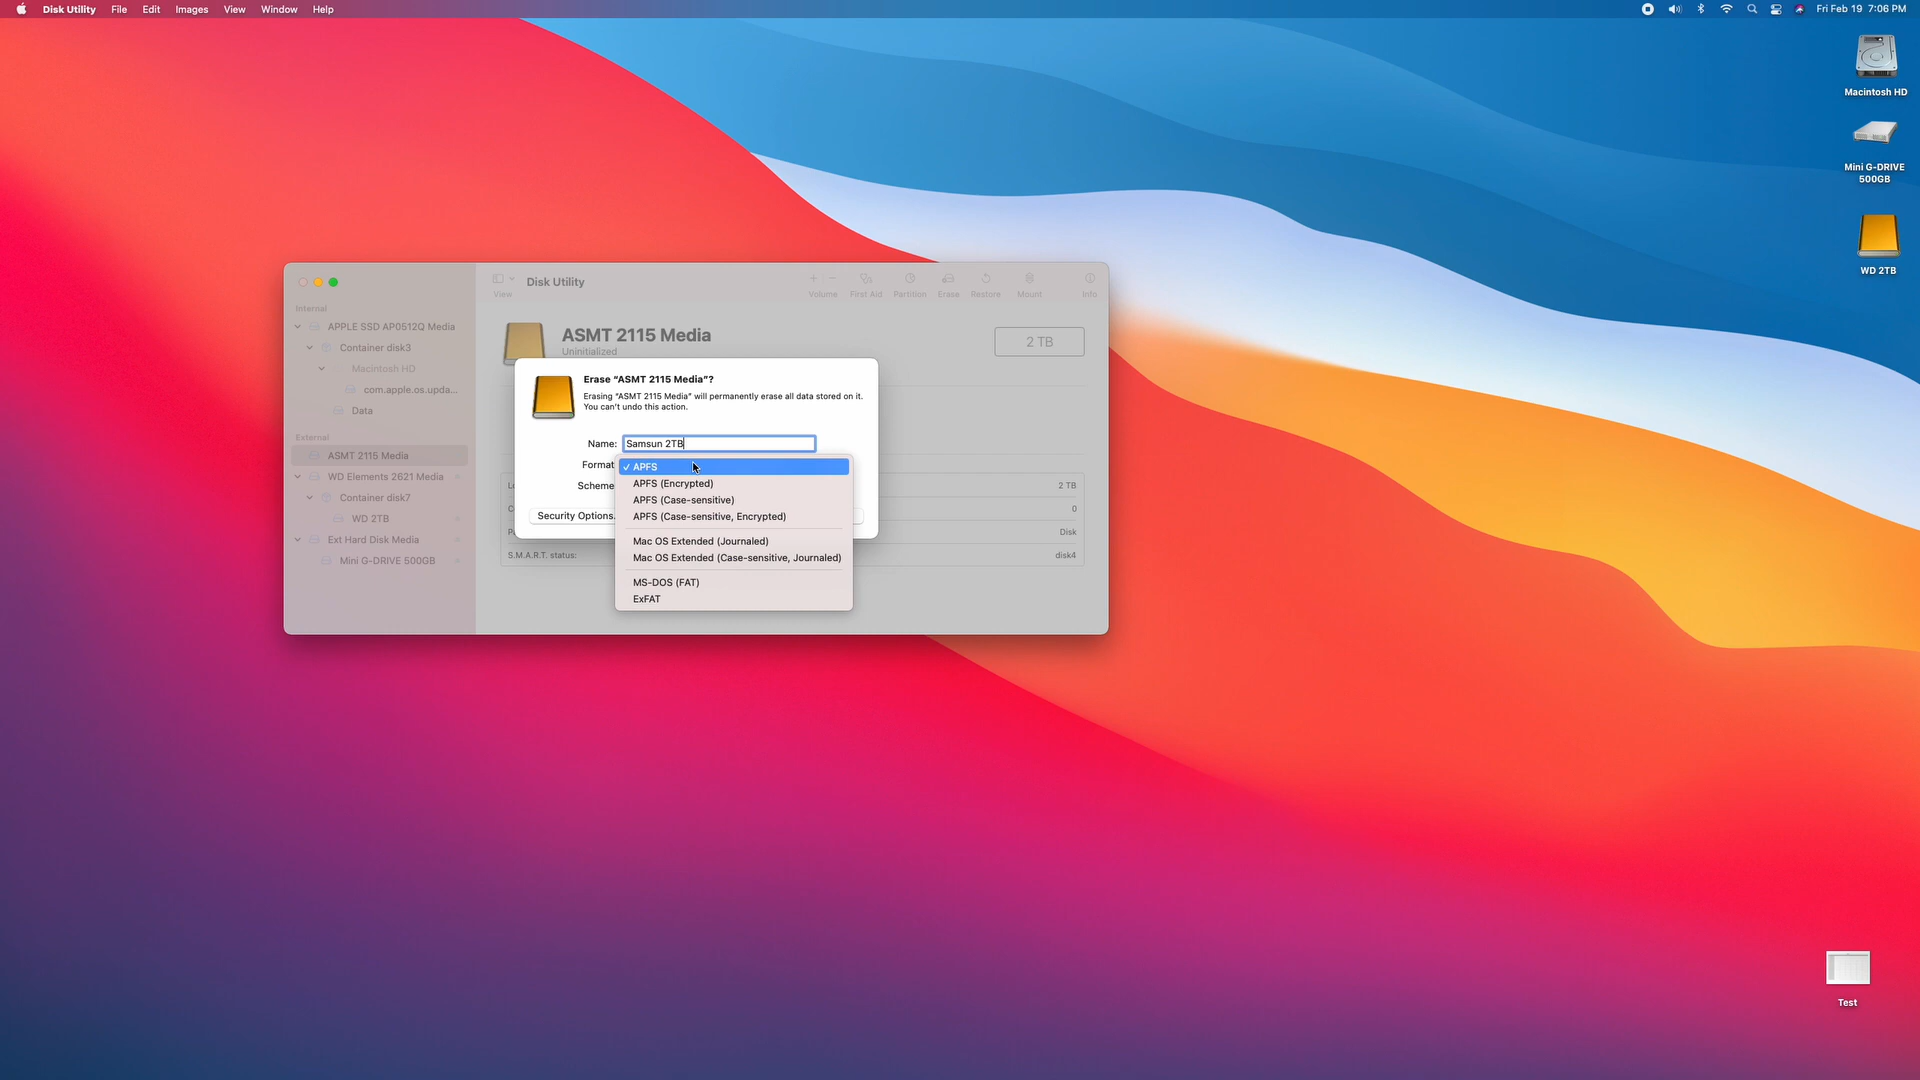 Disk Utility File Edit Images View Window Help
Fri Feb 19 7:06 PM
Macintosh HD
Mini G-DRIVE
500GB
WD 2TB
Test
Disk Utility
View
Volume First Aid Partition Erase Restore Mount Info
Internal
APPLE SSD AP0512Q Media
Container disk3
Macintosh HD
com.apple.os.upda...
Data
External
ASMT 2115 Media
WD Elements 2621 Media
Container disk7
WD 2TB
Ext Hard Disk Media
Mini G-DRIVE 500GB
ASMT 2115 Media
Uninitialized
2 TB
Erase “ASMT 2115 Media”?
Erasing “ASMT 2115 Media” will permanently erase all data stored on it.
You can’t undo this action.
Name: Samsun 2TB
Format
Scheme
Security Options.
✓ APFS
APFS (Encrypted)
APFS (Case-sensitive)
APFS (Case-sensitive, Encrypted)
Mac OS Extended (Journaled)
Mac OS Extended (Case-sensitive, Journaled)
MS-DOS (FAT)
ExFAT
2 TB
0
Disk
S.M.A.R.T. status:
disk4